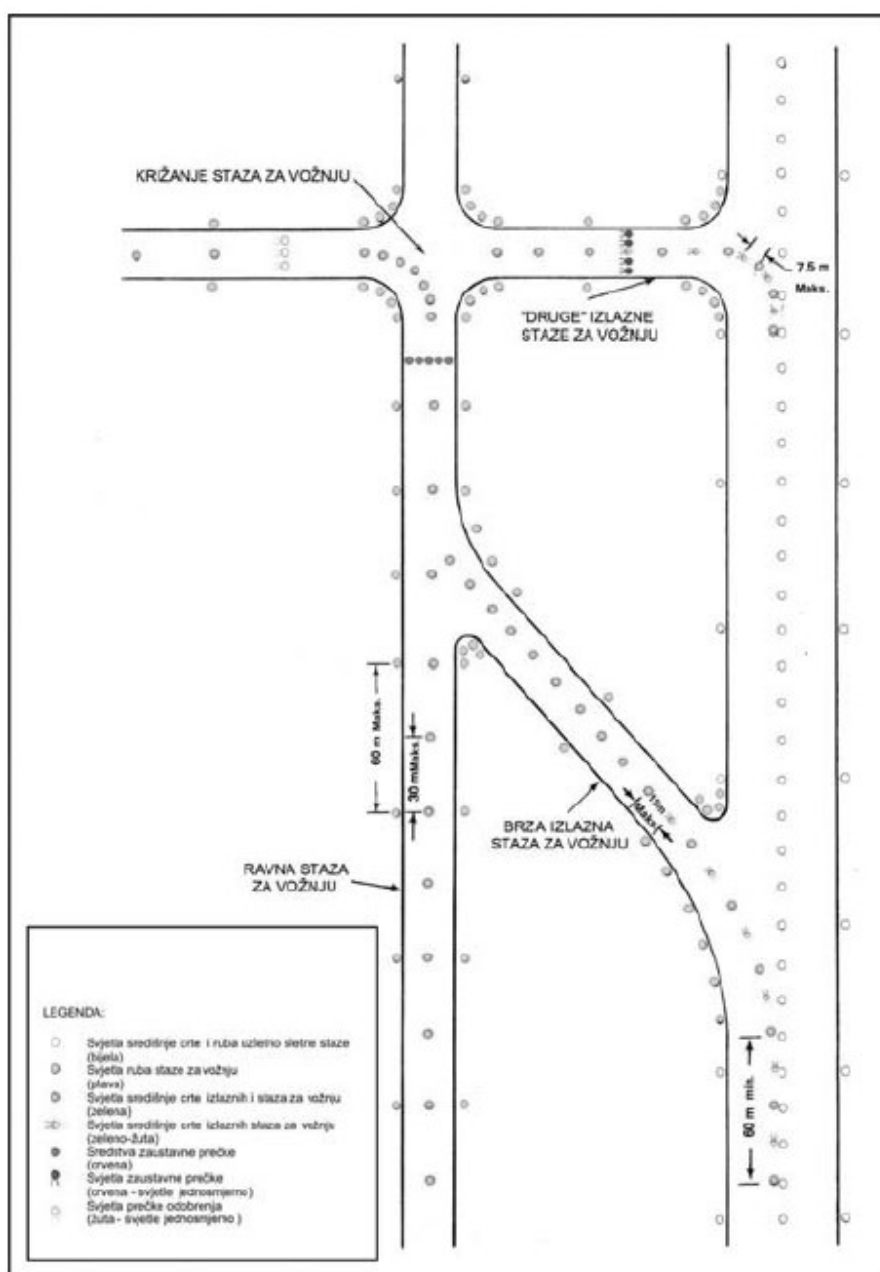 KRIŽANJE STAZA ZA VOŽNJU
7.5 m
Maks.
"DRUGE" IZLAZNE
STAZE ZA VOŽNJU
60 m Maks.
30 m Maks.
15m
Maks.
BRZA IZLAZNA
STAZA ZA VOŽNJU
RAVNA STAZA
ZA VOŽNJU
60 m mis.
LEGENDA:
Svjetla središnje crte i ruba uzletno sletne staze
(bijela)
Svjetla ruba staze za vožnju
(plava)
Svjetla središnje crte izlaznih i staza za vožnju
(zelena)
Svjetla središnje crte izlaznih staza za vožnju
(zeleno-žuta)
Sredstva zaustavne prečke
(crvena)
Svjetla zaustavne prečke
(crvena - svjetle jednosmjerno)
Svjetla prečke odobrenja
(žuta - svjetle jednosmjerno)